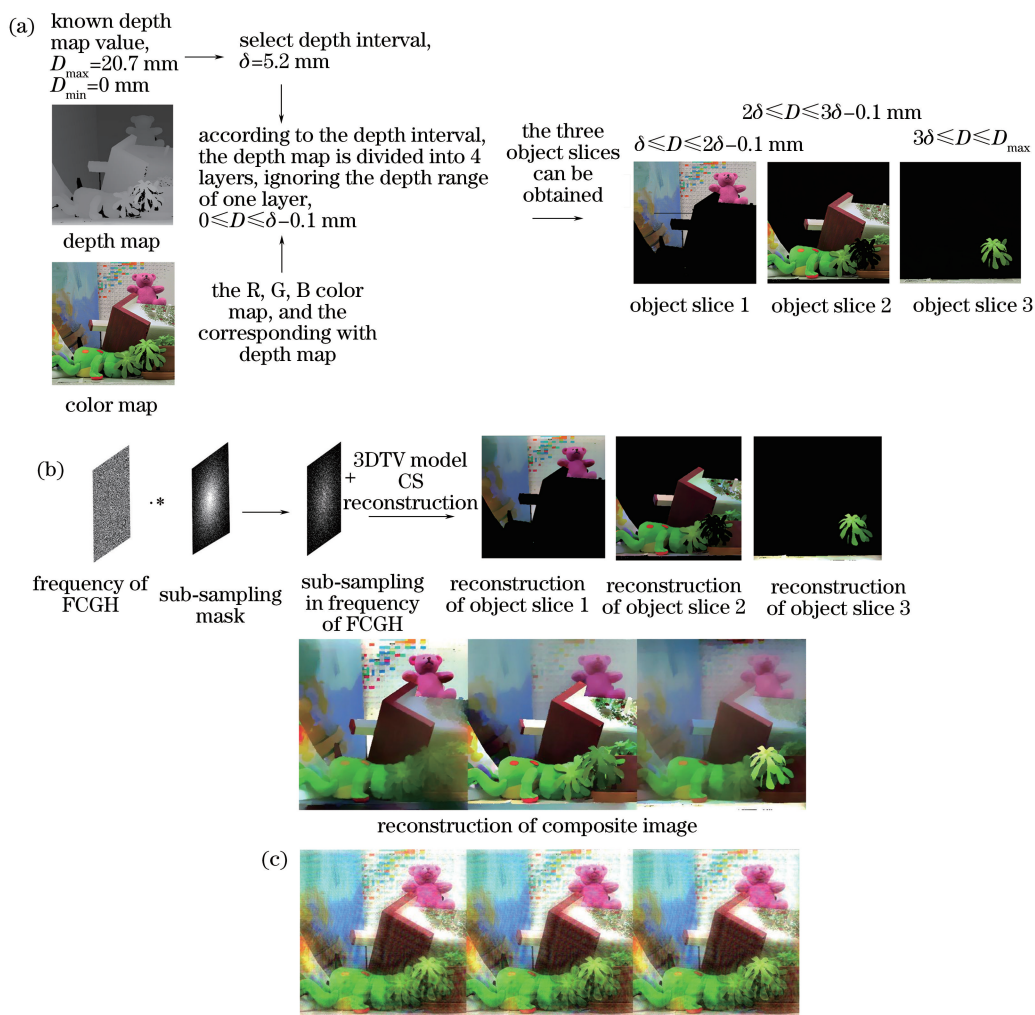 (a)
known depth
map value,
Dmax=20.7 mm
Dmin=0 mm
select depth interval,
δ=5.2 mm
depth map
color map
according to the depth interval,
the depth map is divided into 4
layers, ignoring the depth range
of one layer,
0≤D≤δ−0.1 mm
the R, G, B color
map, and the
corresponding with
depth map
the three
object slices
can be
obtained
δ≤D≤2δ−0.1 mm
2δ≤D≤3δ−0.1 mm
3δ≤D≤Dmax
object slice 1
object slice 2
object slice 3
(b)
·*
+
3DTV model
CS
reconstruction
frequency of
FCGH
sub-sampling
mask
sub-sampling
in frequency
of FCGH
reconstruction
of object slice 1
reconstruction
of object slice 2
reconstruction
of object slice 3
reconstruction of composite image
(c)